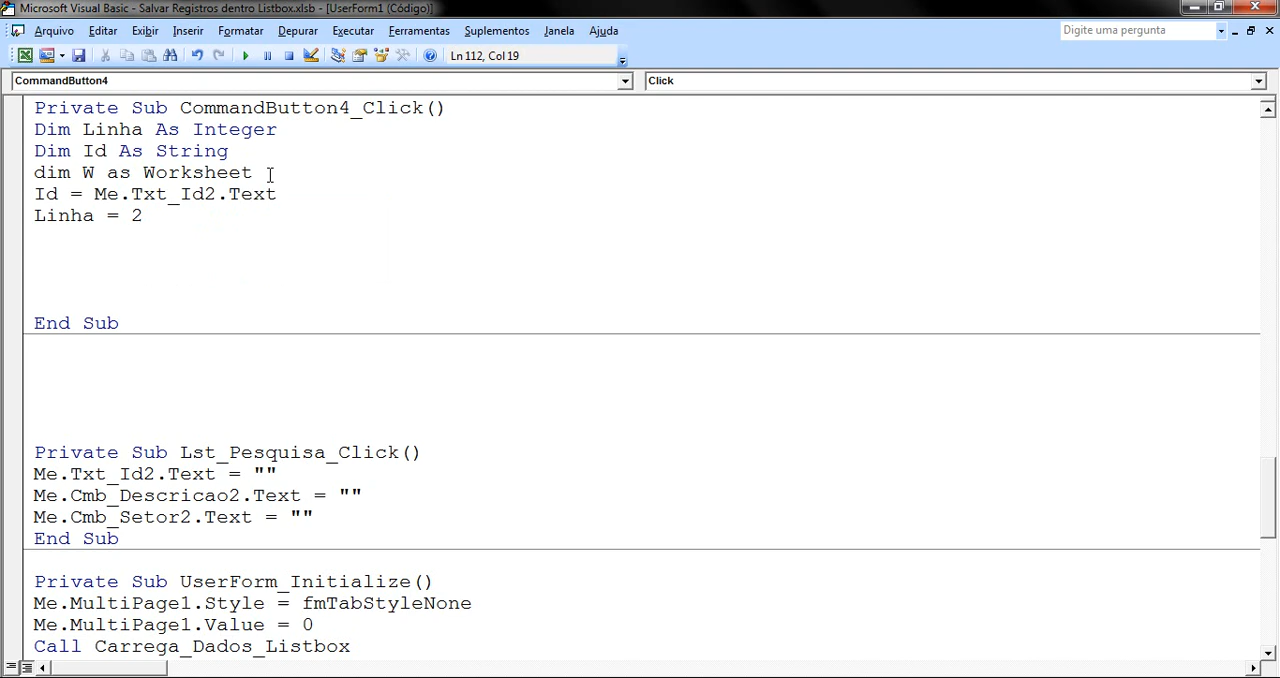 Microsoft Visual Basic - Salvar Registros dentro Listbox.xlsb - [UserForm1 (Código)]
Arquivo Editar Exibir Inserir Formatar Depurar Executar Ferramentas Suplementos Janela Ajuda Digite uma pergunta
Ln 112, Col 19
CommandButton4 Click
Private Sub CommandButton4_Click()
Dim Linha As Integer
Dim Id As String
dim W as Worksheet
Id = Me.Txt_Id2.Text
Linha = 2
End Sub
Private Sub Lst_Pesquisa_Click()
Me.Txt_Id2.Text = ""
Me.Cmb_Descricao2.Text = ""
Me.Cmb_Setor2.Text = ""
End Sub
Private Sub UserForm_Initialize()
Me.MultiPage1.Style = fmTabStyleNone
Me.MultiPage1.Value = 0
Call Carrega_Dados_Listbox